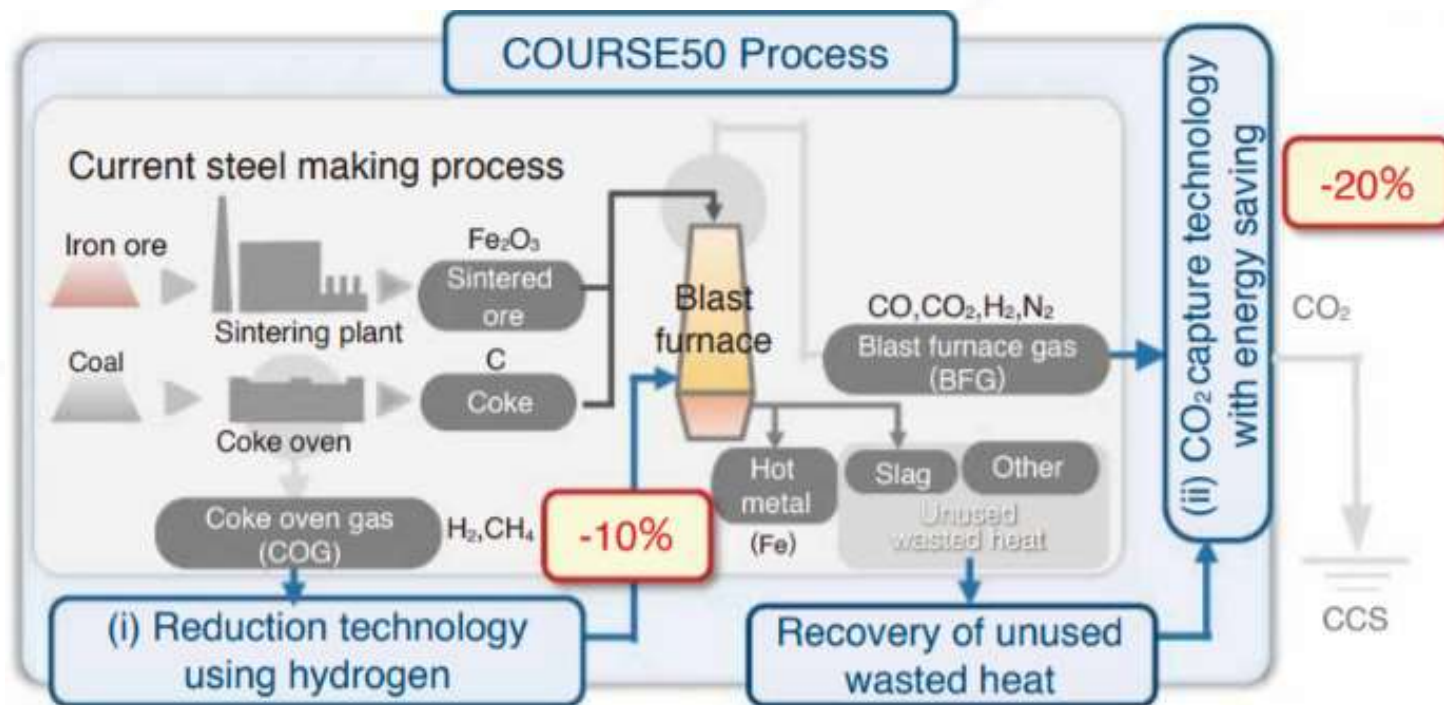 COURSE50 Process
Current steel making process
Iron ore
Sintering plant
Fe₂O₃
Sintered
ore
Coal
Coke oven
C
Coke
Blast
furnace
CO,CO₂,H₂,N₂
Blast furnace gas
(BFG)
Hot
metal
(Fe)
Slag
Other
Unused
wasted heat
Coke oven gas
(COG)
H₂,CH₄
-10%
(i) Reduction technology
using hydrogen
Recovery of unused
wasted heat
(ii) CO₂ capture technology
with energy saving
-20%
CO₂
CCS